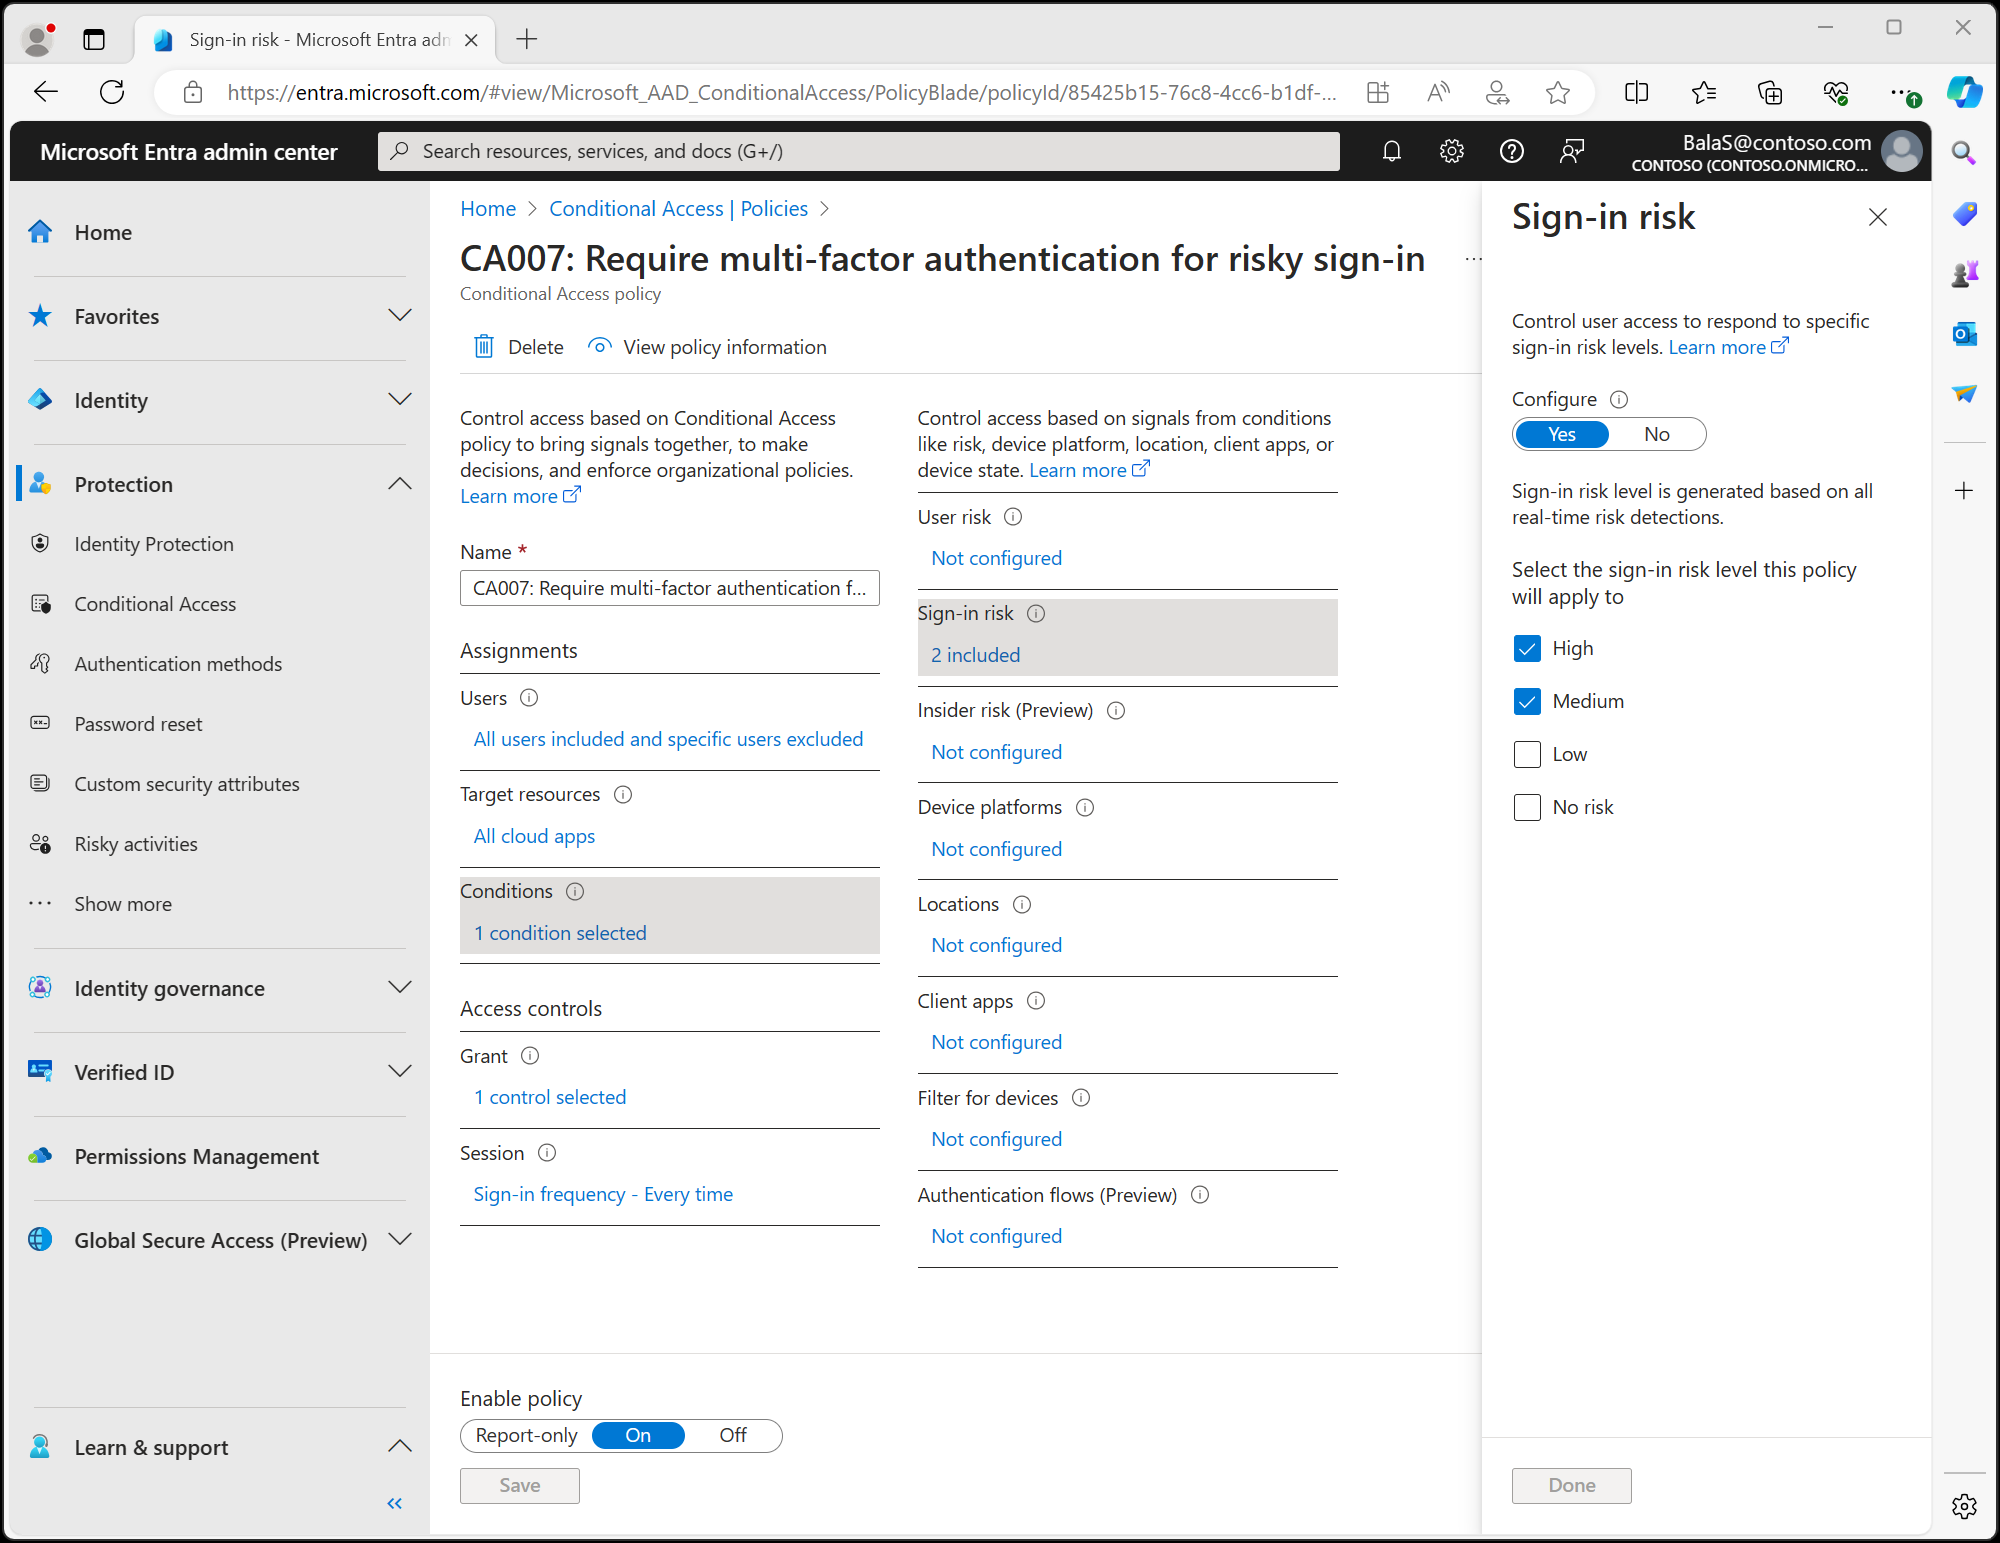 Sign-in risk - Microsoft Entra adn
https://entra.microsoft.com/#view/Microsoft_AAD_ConditionalAccess/PolicyBlade/policyId/85425b15-76c8-4cc6-b1df-...
Microsoft Entra admin center
Search resources, services, and docs (G+/)
BalaS@contoso.com
CONTOSO (CONTOSO.ONMICRO...
Home
Favorites
Identity
Protection
Identity Protection
Conditional Access
Authentication methods
Password reset
Custom security attributes
Risky activities
Show more
Identity governance
Verified ID
Permissions Management
Global Secure Access (Preview)
Learn & support
Home > Conditional Access | Policies >
CA007: Require multi-factor authentication for risky sign-in ...
Conditional Access policy
Delete
View policy information
Control access based on Conditional Access
policy to bring signals together, to make
decisions, and enforce organizational policies.
Learn more
Name *
CA007: Require multi-factor authentication f...
Assignments
Users
All users included and specific users excluded
Target resources
All cloud apps
Conditions
1 condition selected
Access controls
Grant
1 control selected
Session
Sign-in frequency - Every time
Control access based on signals from conditions
like risk, device platform, location, client apps, or
device state. Learn more
User risk
Not configured
Sign-in risk
2 included
Insider risk (Preview)
Not configured
Device platforms
Not configured
Locations
Not configured
Client apps
Not configured
Filter for devices
Not configured
Authentication flows (Preview)
Not configured
Enable policy
Report-only On Off
Save
Sign-in risk
Control user access to respond to specific
sign-in risk levels. Learn more
Configure
Yes No
Sign-in risk level is generated based on all
real-time risk detections.
Select the sign-in risk level this policy
will apply to
High
Medium
Low
No risk
Done